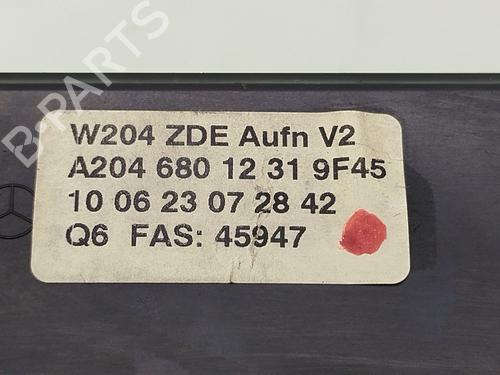 W204 ZDE Aufn V2
A204 680 12 31 9F45
10 06 23 07 28 42
Q6 FAS: 45947
B-PARTS